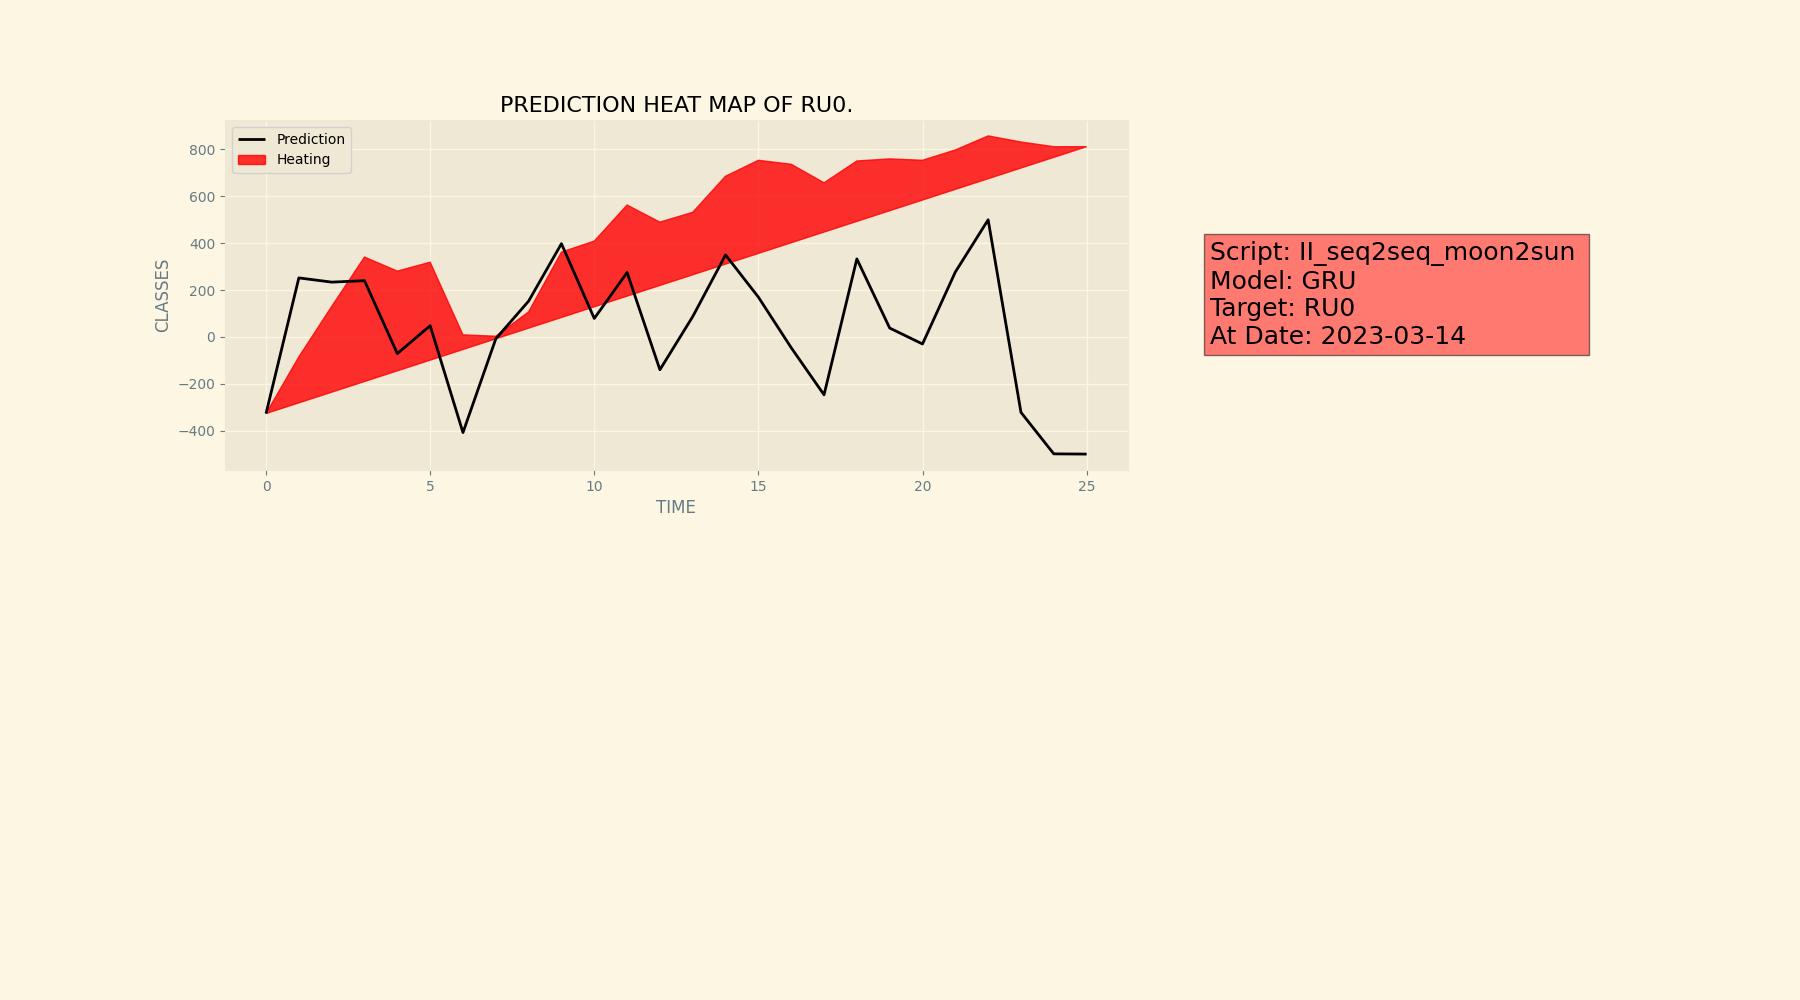 PREDICTION HEAT MAP OF RU0.
Prediction
Heating
CLASSES
800
600
400
200
0
−200
−400
0 5 10 15 20 25
TIME
Script: II_seq2seq_moon2sun
Model: GRU
Target: RU0
At Date: 2023-03-14